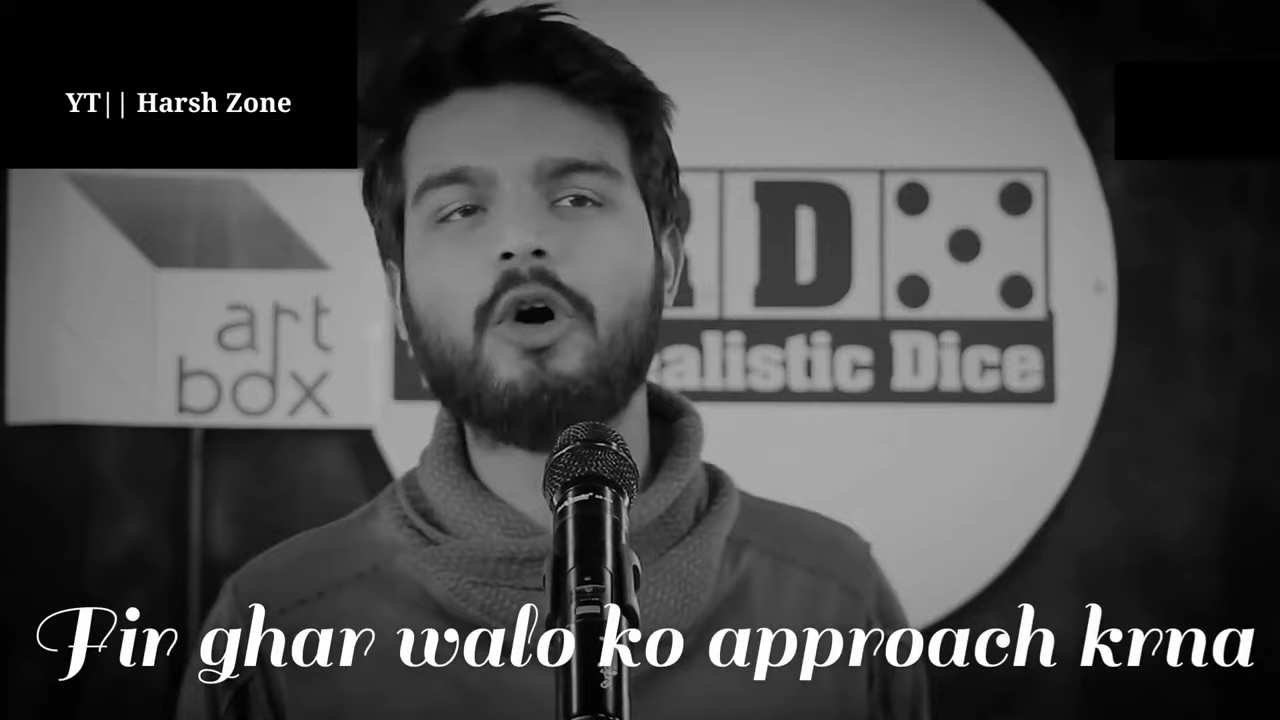 YT|| Harsh Zone
art
box
D
alistic Dice
Fir ghar walo ko approach krna